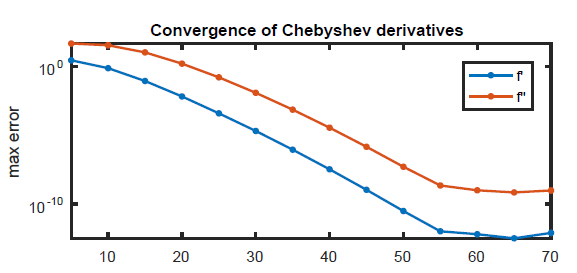 Convergence of Chebyshev derivatives
max error
10^0
10^-10
f'
f''
10 20 30 40 50 60 70